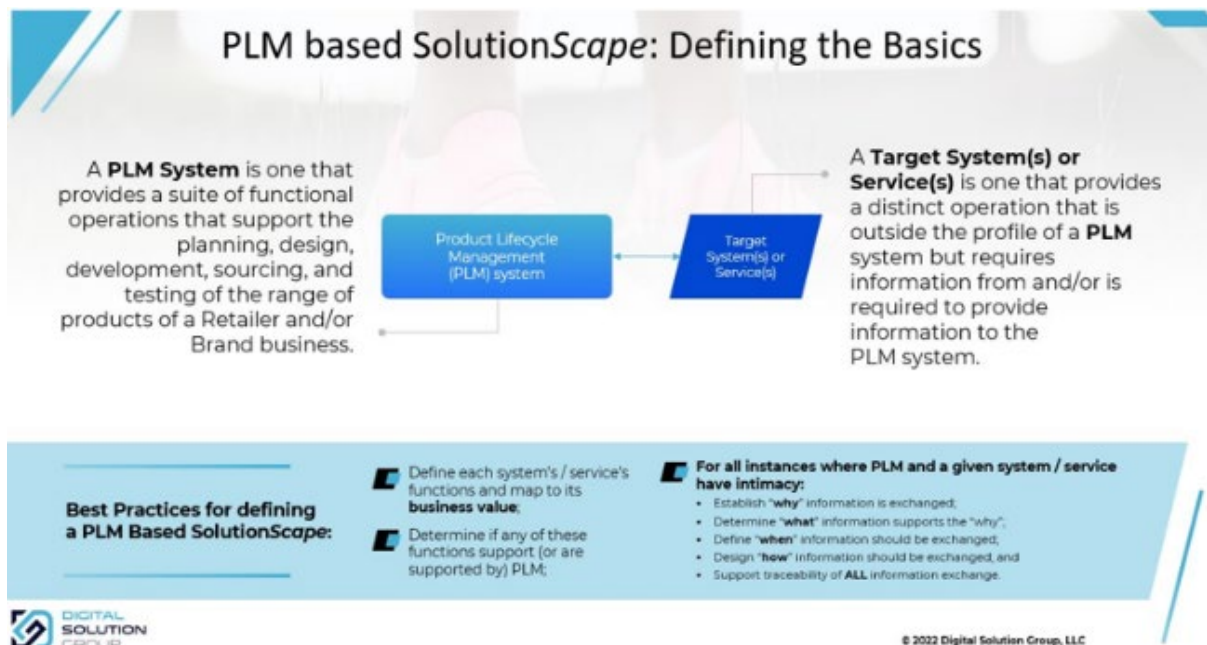 PLM based SolutionScape: Defining the Basics
A PLM System is one that
provides a suite of functional
operations that support the
planning, design,
development, sourcing, and
testing of the range of
products of a Retailer and/or
Brand business.
Product Lifecycle
Management
(PLM) system
Target
System(s) or
Service(s)
A Target System(s) or
Service(s) is one that provides
a distinct operation that is
outside the profile of a PLM
system but requires
information from and/or is
required to provide
information to the
PLM system.
Best Practices for defining
a PLM Based SolutionScape:
Define each system's / service's
functions and map to its
business value;
Determine if any of these
functions support (or are
supported by) PLM;
For all instances where PLM and a given system / service
have intimacy:
• Establish "why" information is exchanged;
• Determine "what" information supports the "why";
• Define "when" information should be exchanged;
• Design "how" information should be exchanged, and
• Support traceability of ALL information exchange.
DIGITAL
SOLUTION
GROUP
© 2022 Digital Solution Group, LLC